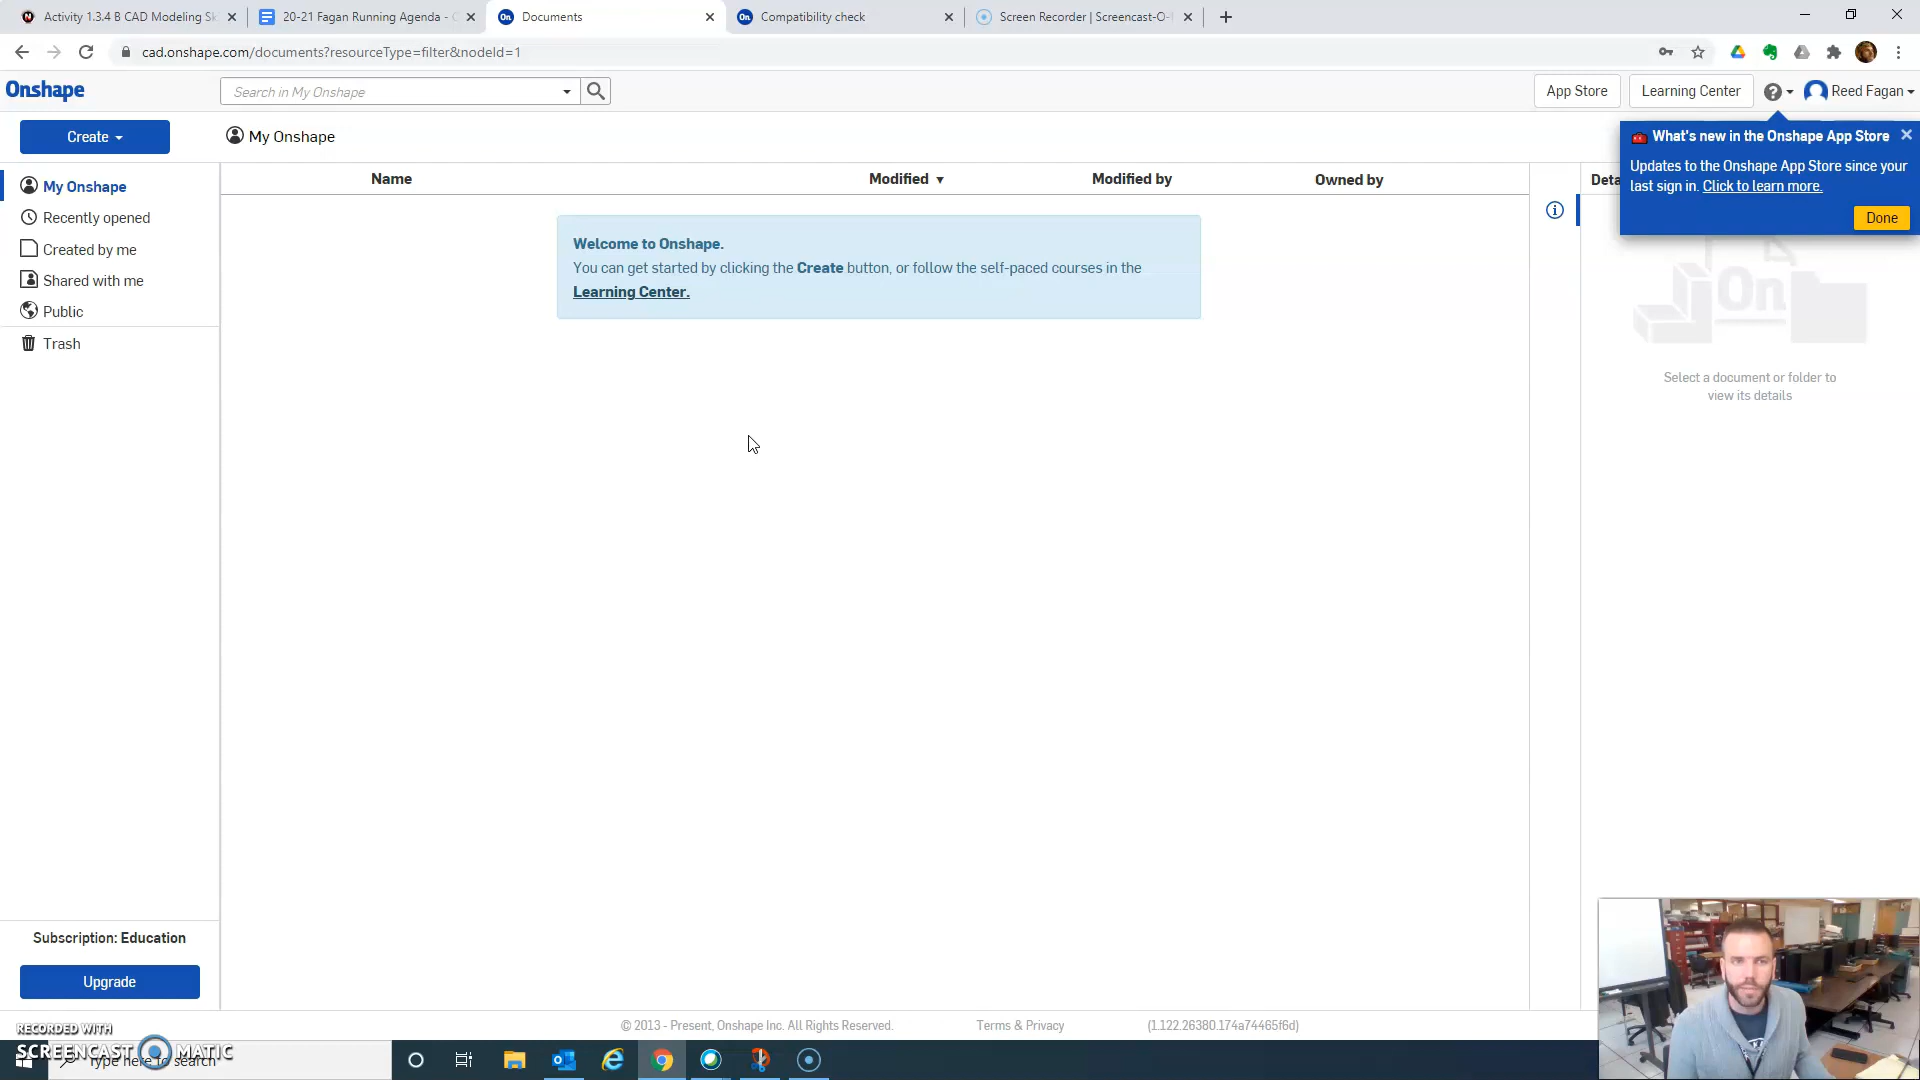 Activity 1.3.4 B CAD Modeling Sk
20-21 Fagan Running Agenda - 
Documents
Compatibility check
Screen Recorder | Screencast-O-
cad.onshape.com/documents?resourceType=filter&nodeId=1
Onshape
Search in My Onshape
App Store
Learning Center
Reed Fagan
Create
My Onshape
What's new in the Onshape App Store
Updates to the Onshape App Store since your
last sign in. Click to learn more.
Done
My Onshape
Recently opened
Created by me
Shared with me
Public
Trash
Name
Modified
Modified by
Owned by
Deta
Welcome to Onshape.
You can get started by clicking the Create button, or follow the self-paced courses in the
Learning Center.
On
Select a document or folder to
view its details
Subscription: Education
Upgrade
© 2013 - Present, Onshape Inc. All Rights Reserved.
Terms & Privacy
(1.122.26380.174a74465f6d)
RECORDED WITH
SCREENCAST MATIC
Type here to search